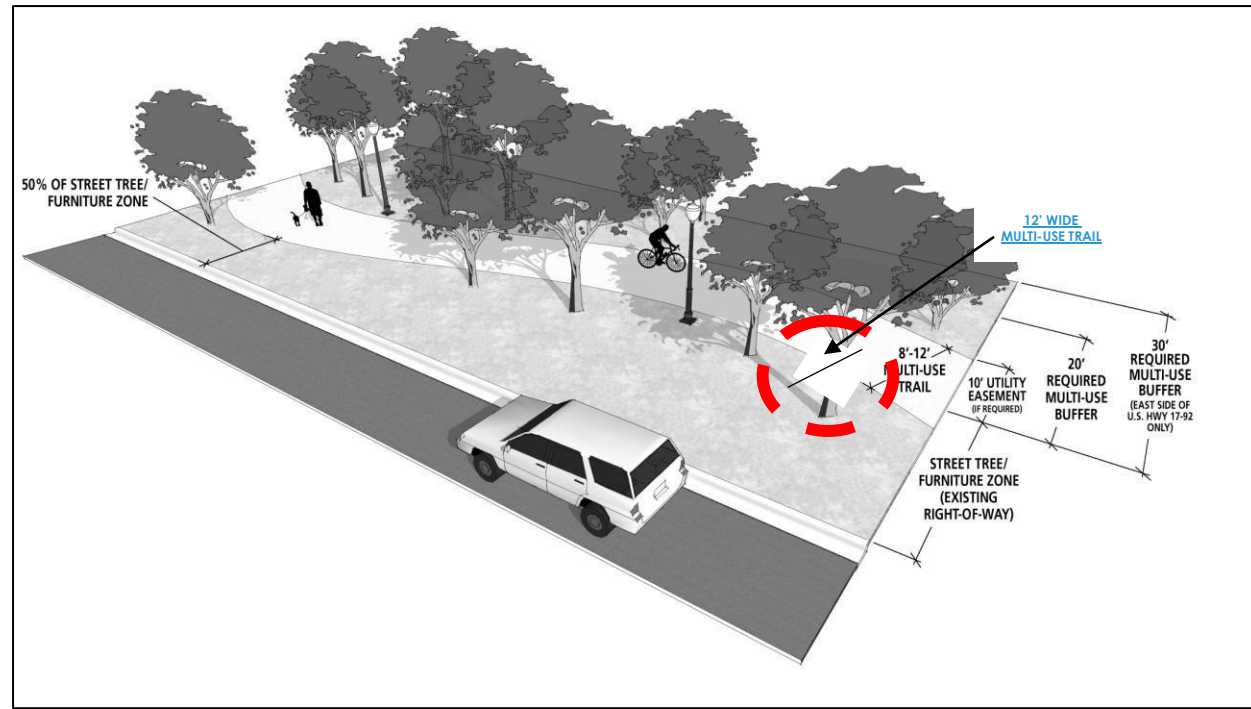 50% OF STREET TREE/
FURNITURE ZONE
12' WIDE
MULTI-USE TRAIL
8'-12'
MULTI-USE
TRAIL
10' UTILITY
EASEMENT
(IF REQUIRED)
20'
REQUIRED
MULTI-USE
BUFFER
30'
REQUIRED
MULTI-USE
BUFFER
(EAST SIDE OF
U.S. HWY 17-92
ONLY)
STREET TREE/
FURNITURE ZONE
(EXISTING
RIGHT-OF-WAY)